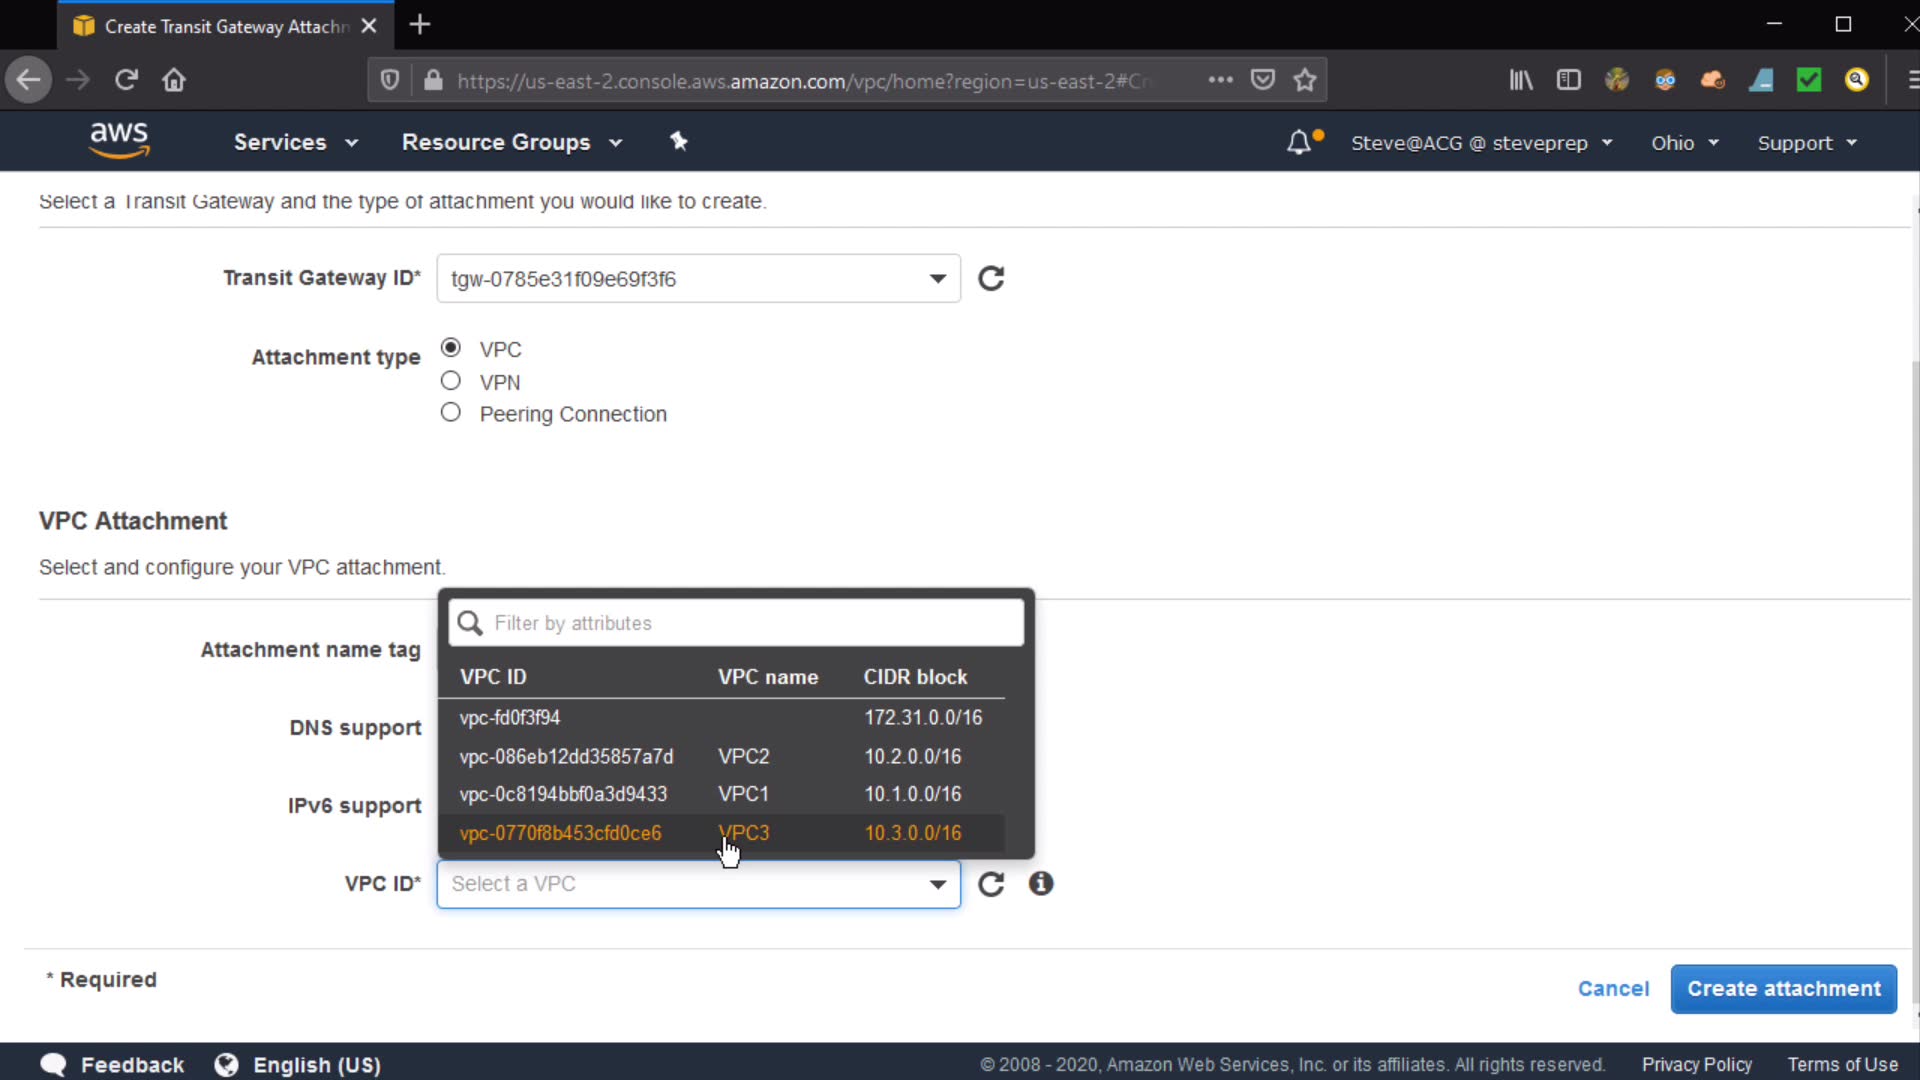 Create Transit Gateway Attachn
https://us-east-2.console.aws.amazon.com/vpc/home?region=us-east-2#Cr
aws Services Resource Groups Steve@ACG @ steveprep Ohio Support
Select a Transit Gateway and the type of attachment you would like to create.
Transit Gateway ID* tgw-0785e31f09e69f3f6
Attachment type VPC
VPN
Peering Connection
VPC Attachment
Select and configure your VPC attachment.
Filter by attributes
Attachment name tag
VPC ID VPC name CIDR block
vpc-fd0f3f94 172.31.0.0/16
DNS support
vpc-086eb12dd35857a7d VPC2 10.2.0.0/16
vpc-0c8194bbf0a3d9433 VPC1 10.1.0.0/16
IPv6 support
vpc-0770f8b453cfd0ce6 VPC3 10.3.0.0/16
VPC ID* Select a VPC
* Required
Cancel Create attachment
Feedback English (US) © 2008 - 2020, Amazon Web Services, Inc. or its affiliates. All rights reserved. Privacy Policy Terms of Use